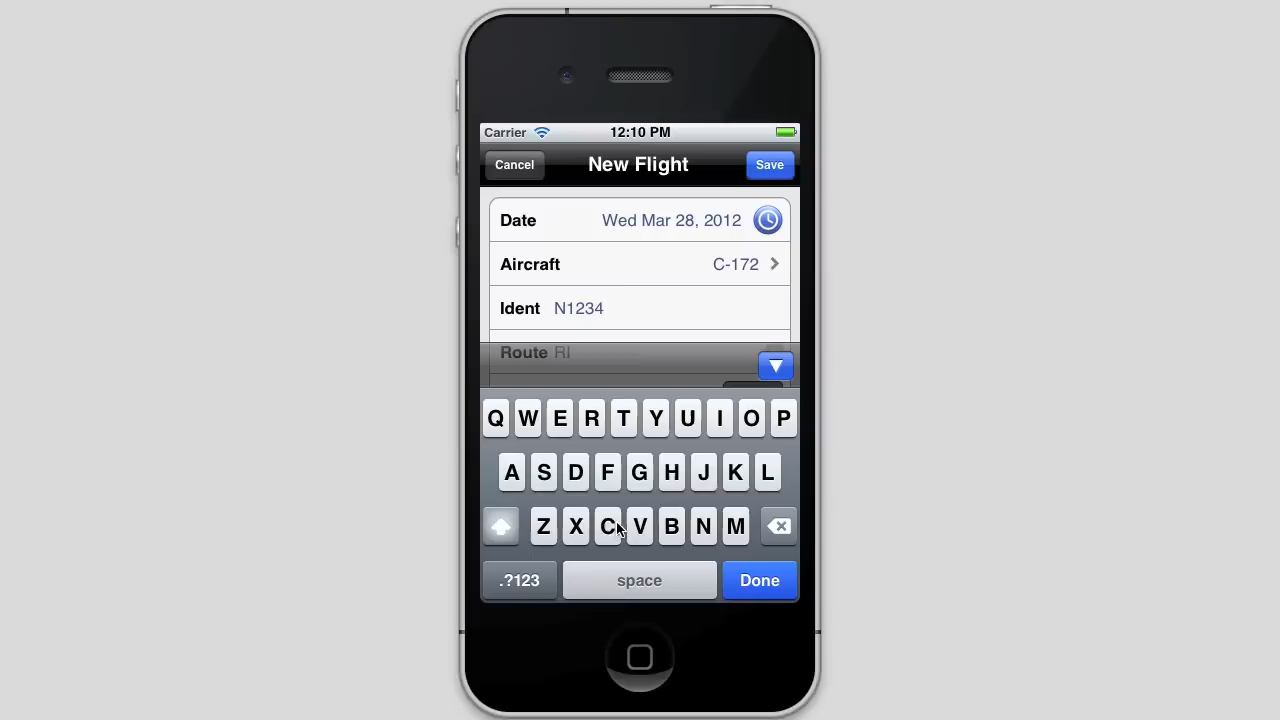 Carrier 12:10 PM
Cancel New Flight Save
Date Wed Mar 28, 2012
Aircraft C-172
Ident N1234
Route RI
Q W E R T Y U I O P
A S D F G H J K L
Z X C V B N M
.?123 space Done